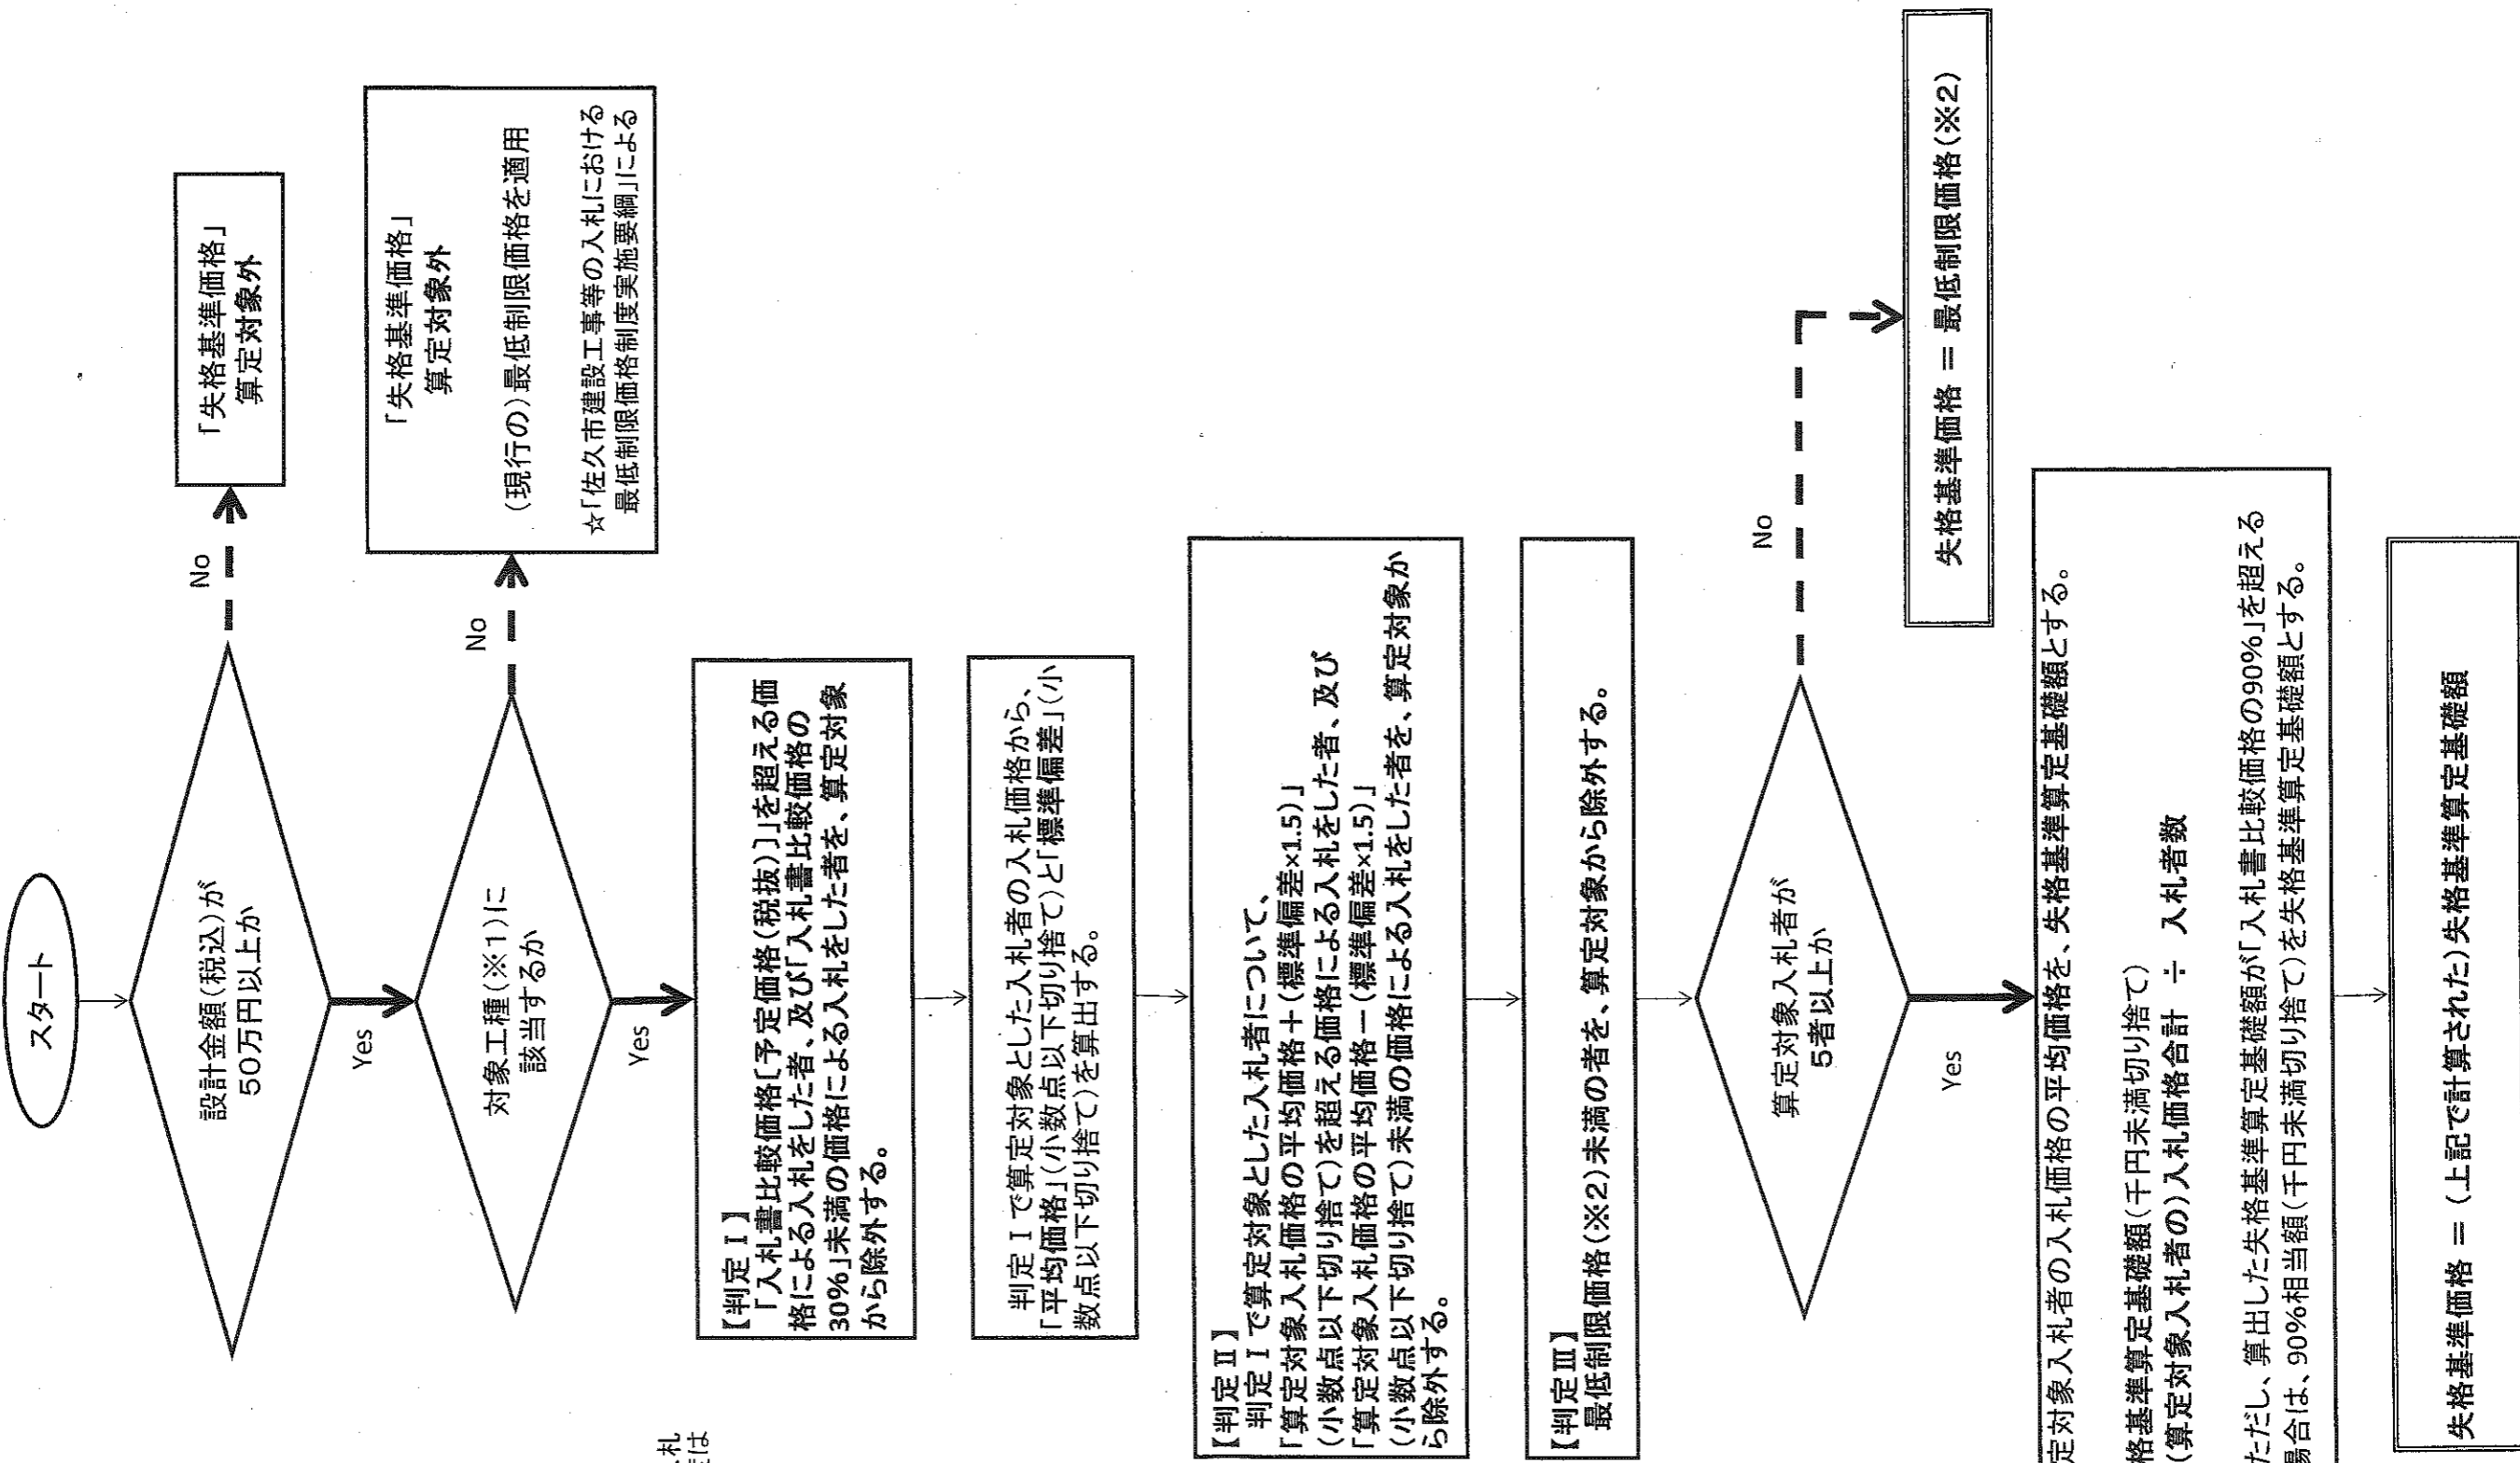 スタート
設計金額(税込)が
50万円以上か
No
「失格基準価格」
算定対象外
Yes
対象工種(※1)に
該当するか
No
「失格基準価格」
算定対象外
(現行の)最低制限価格を適用
☆「佐久市建設工事等の入札における
最低制限価格制度実施要綱」による
Yes
札
は
【判定Ⅰ】
「入札書比較価格〔予定価格(税抜)〕」を超える価
格による入札をした者、及び「入札書比較価格の
30%」未満の価格による入札をした者を、算定対象
から除外する。
判定Ⅰで算定対象とした入札者の入札価格から、
「平均価格」(小数点以下切り捨て)と「標準偏差」(小
数点以下切り捨て)を算出する。
【判定Ⅱ】
判定Ⅰで算定対象とした入札者について、
「算定対象入札価格の平均価格+(標準偏差×1.5)」
(小数点以下切り捨て)を超える価格による入札をした者、及び
「算定対象入札価格の平均価格-(標準偏差×1.5)」
(小数点以下切り捨て)未満の価格による入札をした者を、算定対象か
ら除外する。
【判定Ⅲ】
最低制限価格(※2)未満の者を、算定対象から除外する。
算定対象入札者が
5者以上か
No
失格基準価格 = 最低制限価格(※2)
Yes
定対象入札者の入札価格の平均価格を、失格基準算定基礎額とする。
格基準算定基礎額(千円未満切り捨て)
(算定対象入札者の)入札価格合計 ÷ 入札者数
ただし、算出した失格基準算定基礎額が「入札書比較価格の90%」を超える
場合は、90%相当額(千円未満切り捨て)を失格基準算定基礎額とする。
失格基準価格 = (上記で計算された)失格基準算定基礎額